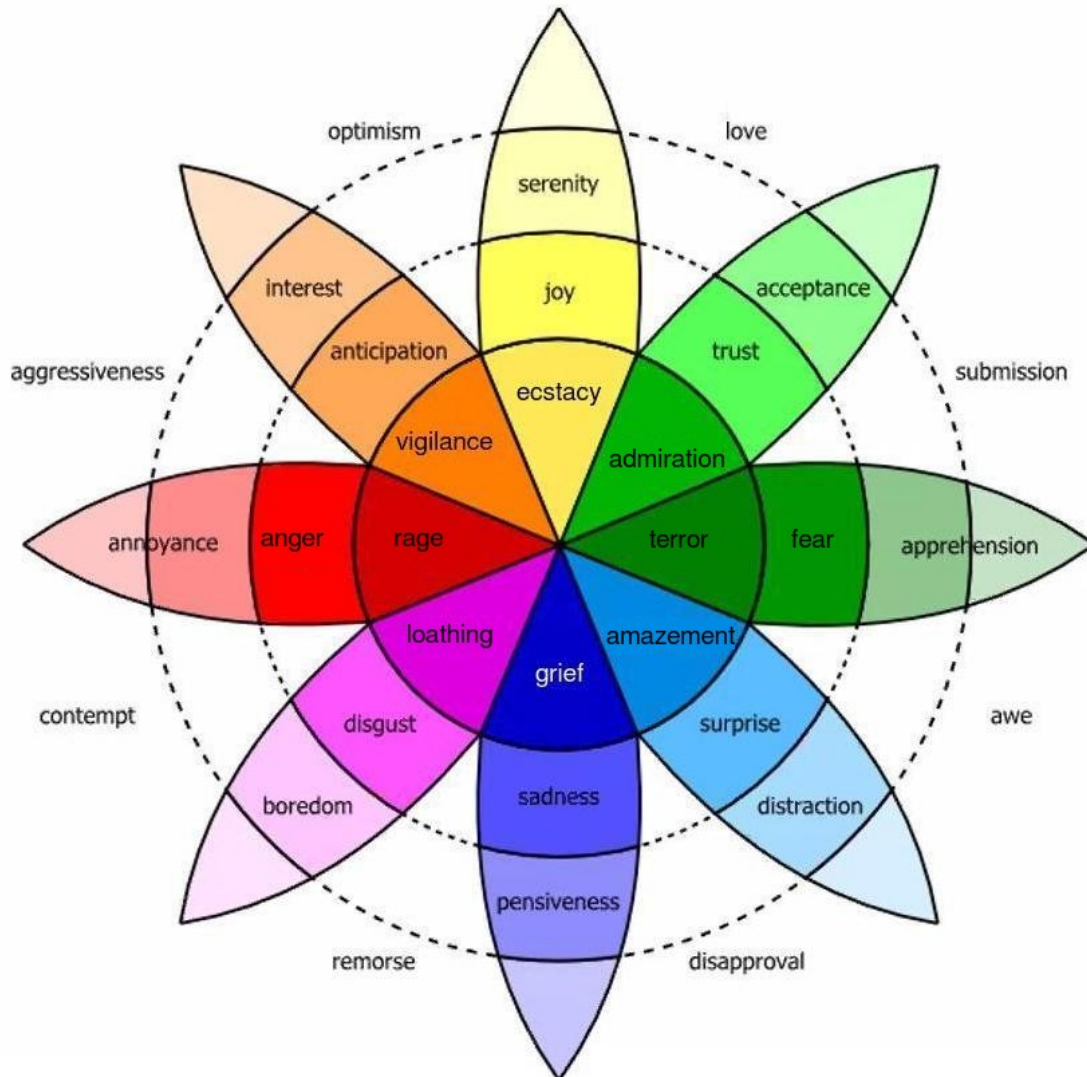 optimism
love
serenity
interest
joy
acceptance
anticipation
trust
aggressiveness
submission
ecstacy
vigilance
admiration
annoyance
anger
rage
terror
fear
apprehension
loathing
amazement
grief
contempt
disgust
surprise
awe
boredom
sadness
distraction
pensiveness
remorse
disapproval